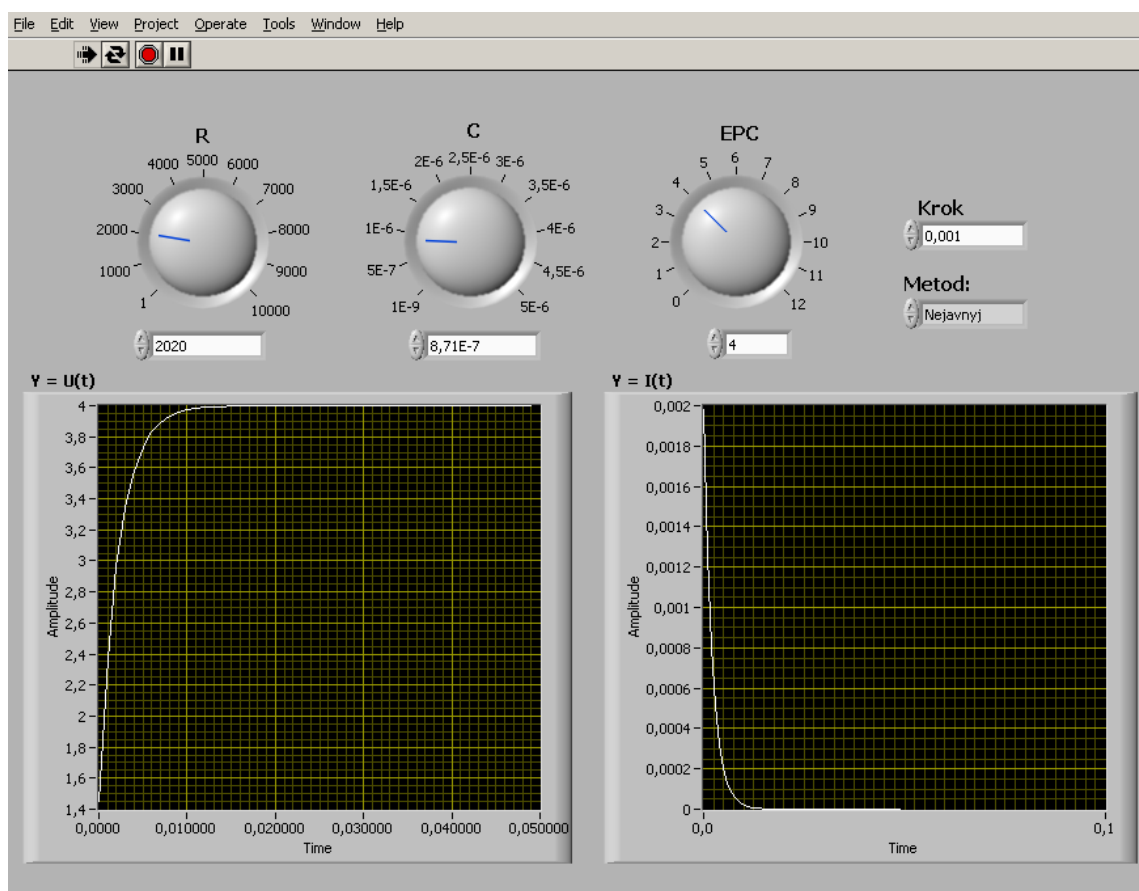 File Edit View Project Operate Tools Window Help
R
1
1000
2000
3000
4000
5000
6000
7000
8000
9000
10000
2020
C
1E-9
5E-7
1E-6
1,5E-6
2E-6
2,5E-6
3E-6
3,5E-6
4E-6
4,5E-6
5E-6
8,71E-7
EPC
0
1
2
3
4
5
6
7
8
9
10
11
12
4
Krok
0,001
Metod:
Nejavnyj
Y = U(t)
Amplitude
4
3,8
3,6
3,4
3,2
3
2,8
2,6
2,4
2,2
2
1,8
1,6
1,4
0,0000 0,010000 0,020000 0,030000 0,040000 0,050000
Time
Y = I(t)
Amplitude
0,002
0,0018
0,0016
0,0014
0,0012
0,001
0,0008
0,0006
0,0004
0,0002
0
0,0 0,1
Time